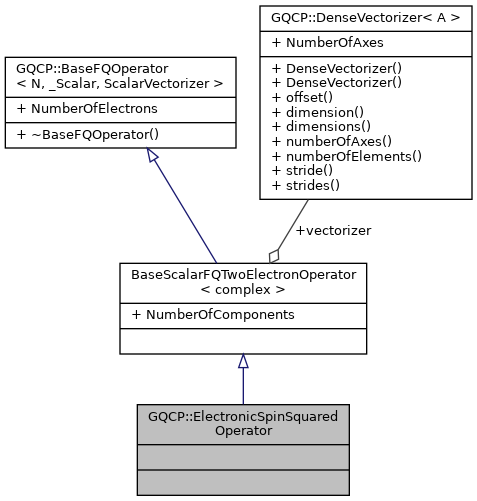 GQCP::BaseFQOperator
< N, _Scalar, ScalarVectorizer >
+ NumberOfElectrons
+ ~BaseFQOperator()
GQCP::DenseVectorizer< A >
+ NumberOfAxes
+ DenseVectorizer()
+ DenseVectorizer()
+ offset()
+ dimension()
+ dimensions()
+ numberOfAxes()
+ numberOfElements()
+ stride()
+ strides()
+vectorizer
BaseScalarFQTwoElectronOperator
< complex >
+ NumberOfComponents
GQCP::ElectronicSpinSquared
Operator